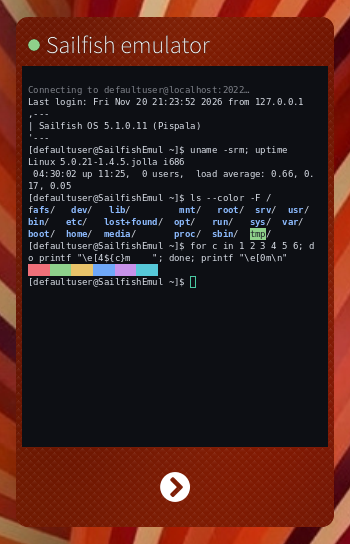 Sailfish emulator
Connecting to defaultuser@localhost:2022…
Last login: Fri Nov 20 21:23:52 2026 from 127.0.0.1
,---
| Sailfish OS 5.1.0.11 (Pispala)
'---
[defaultuser@SailfishEmul ~]$ uname -srm; uptime
Linux 5.0.21-1.4.5.jolla i686
 04:30:02 up 11:25,  0 users,  load average: 0.66, 0.
17, 0.05
[defaultuser@SailfishEmul ~]$ ls --color -F /
fafs/   dev/   lib/         mnt/   root/  srv/  usr/
bin/   etc/   lost+found/  opt/   run/   sys/  var/
boot/  home/  media/       proc/  sbin/  tmp/
[defaultuser@SailfishEmul ~]$ for c in 1 2 3 4 5 6; d
o printf "\e[4${c}m    "; done; printf "\e[0m\n"
[defaultuser@SailfishEmul ~]$